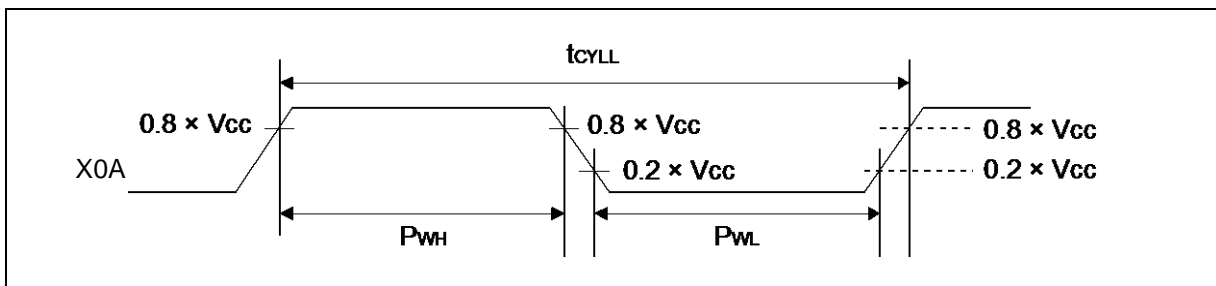 tCYLL
0.8 × Vcc
0.8 × Vcc
0.8 × Vcc
X0A
0.2 × Vcc
0.2 × Vcc
PWH
PWL